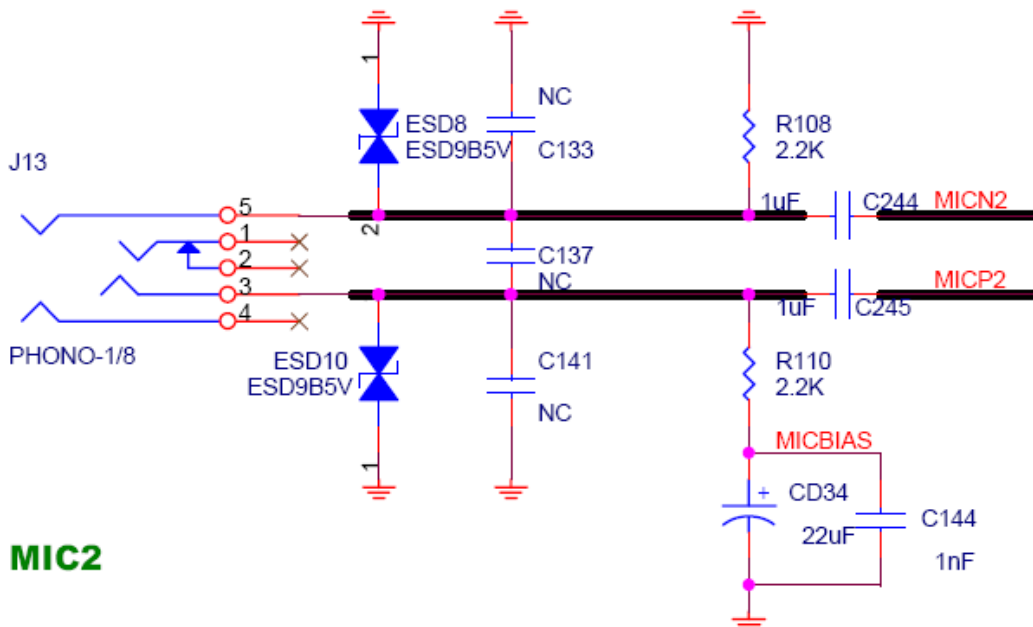 J13
PHONO-1/8
5
1
2
3
4
1
ESD8
ESD9B5V
2
NC
C133
R108
2.2K
1uF
C244
MICN2
C137
NC
MICP2
1uF
C245
ESD10
ESD9B5V
1
C141
NC
R110
2.2K
MICBIAS
+
CD34
22uF
C144
1nF
MIC2